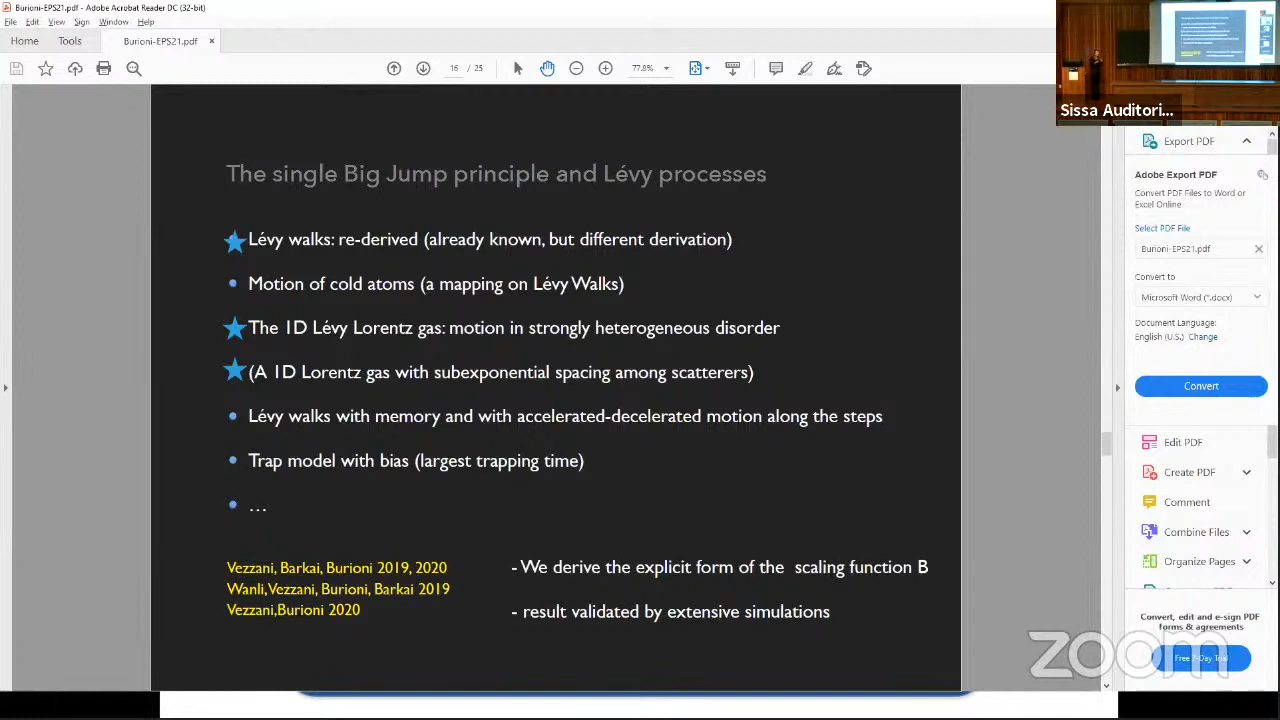 Burioni-EPS21.pdf - Adobe Acrobat Reader DC (32-bit)
File Edit View Sign Window Help
Home Tools Burioni-EPS21.pdf
16 / 77.8%
Sissa Auditori...
The single Big Jump principle and Lévy processes
Lévy walks: re-derived (already known, but different derivation)
Motion of cold atoms (a mapping on Lévy Walks)
The 1D Lévy Lorentz gas: motion in strongly heterogeneous disorder
(A 1D Lorentz gas with subexponential spacing among scatterers)
Lévy walks with memory and with accelerated-decelerated motion along the steps
Trap model with bias (largest trapping time)
...
Vezzani, Barkai, Burioni 2019, 2020
Wanli,Vezzani, Burioni, Barkai 2019
Vezzani,Burioni 2020
- We derive the explicit form of the scaling function B
- result validated by extensive simulations
Export PDF
Adobe Export PDF
Convert PDF Files to Word or
Excel Online
Select PDF File
Burioni-EPS21.pdf
Convert to
Microsoft Word (*.docx)
Document Language:
English (U.S.) Change
Convert
Edit PDF
Create PDF
Comment
Combine Files
Organize Pages
Convert, edit and e-sign PDF
forms & agreements
Free 7-Day Trial
zoom